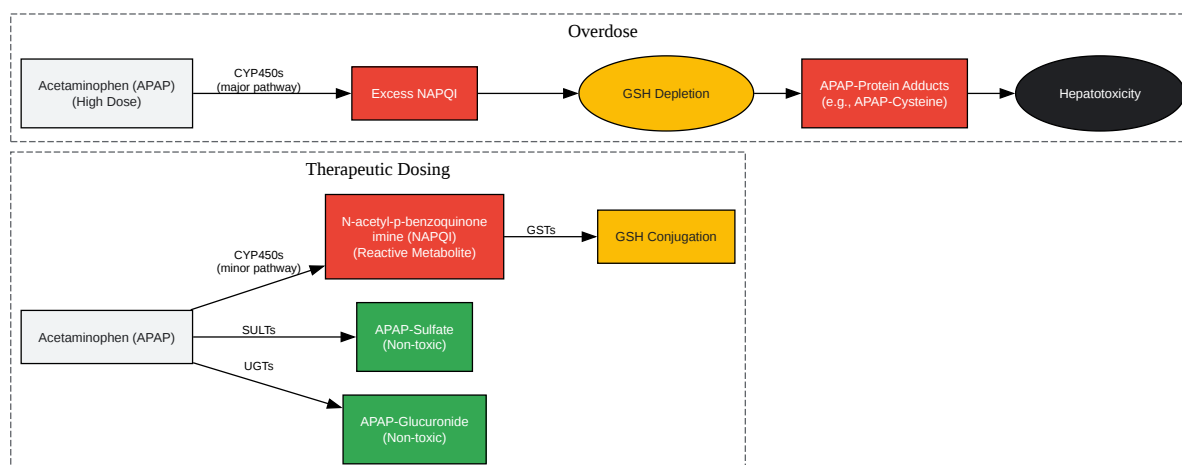 Overdose
Acetaminophen (APAP)
(High Dose)
CYP450s
(major pathway)
Excess NAPQI
GSH Depletion
APAP-Protein Adducts
(e.g., APAP-Cysteine)
Hepatotoxicity
Therapeutic Dosing
N-acetyl-p-benzoquinone
imine (NAPQI)
(Reactive Metabolite)
GSTs
GSH Conjugation
CYP450s
(minor pathway)
Acetaminophen (APAP)
SULTs
APAP-Sulfate
(Non-toxic)
UGTs
APAP-Glucuronide
(Non-toxic)